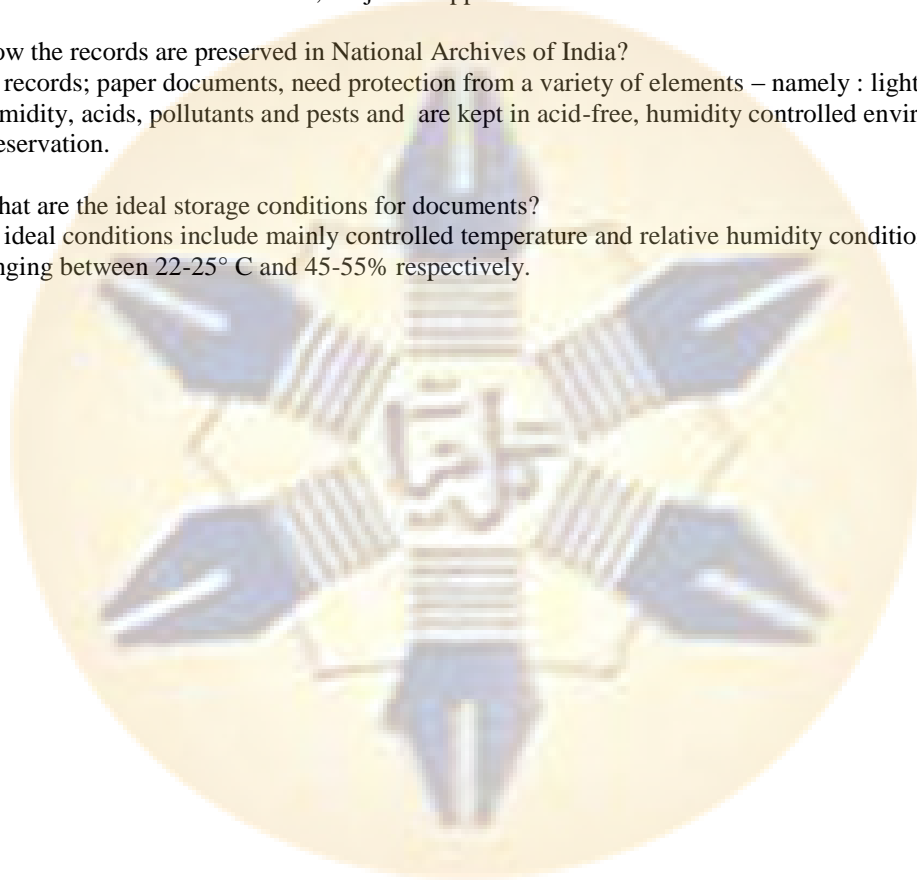 ow the records are preserved in National Archives of India?
records; paper documents, need protection from a variety of elements – namely : light
midity, acids, pollutants and pests and are kept in acid-free, humidity controlled envir
eservation.
hat are the ideal storage conditions for documents?
ideal conditions include mainly controlled temperature and relative humidity condition
nging between 22-25° C and 45-55% respectively.